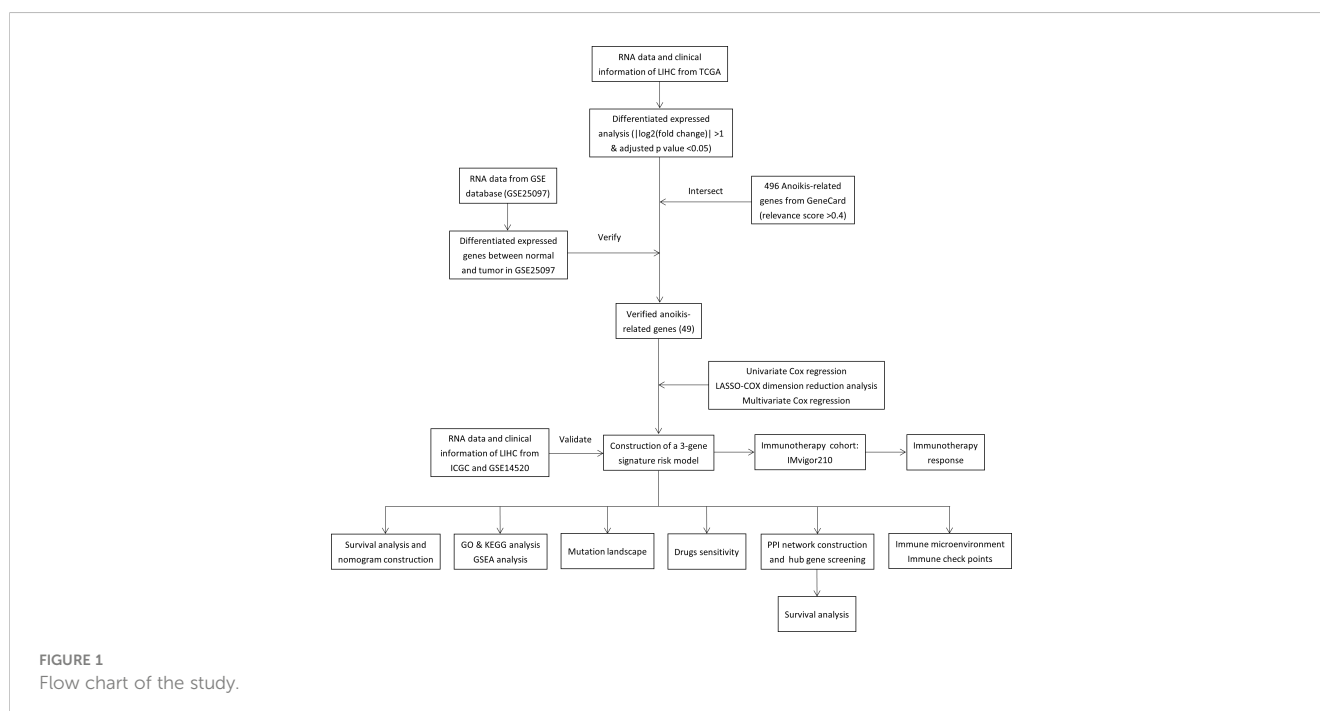 RNA data and clinical
information of LIHC from TCGA
Differentiated expressed
analysis (|log2(fold change)| >1
& adjusted p value <0.05)
RNA data from GSE
database (GSE25097)
Intersect
496 Anoikis-related
genes from GeneCard
(relevance score >0.4)
Differentiated expressed
genes between normal
and tumor in GSE25097
Verify
Verified anoikis-
related genes (49)
Univariate Cox regression
LASSO-COX dimension reduction analysis
Multivariate Cox regression
RNA data and clinical
information of LIHC from
ICGC and GSE14520
Validate
Construction of a 3-gene
signature risk model
Immunotherapy cohort:
IMvigor210
Immunotherapy
response
Survival analysis and
nomogram construction
GO & KEGG analysis
GSEA analysis
Mutation landscape
Drugs sensitivity
PPI network construction
and hub gene screening
Immune microenvironment
Immune check points
Survival analysis
FIGURE 1
Flow chart of the study.